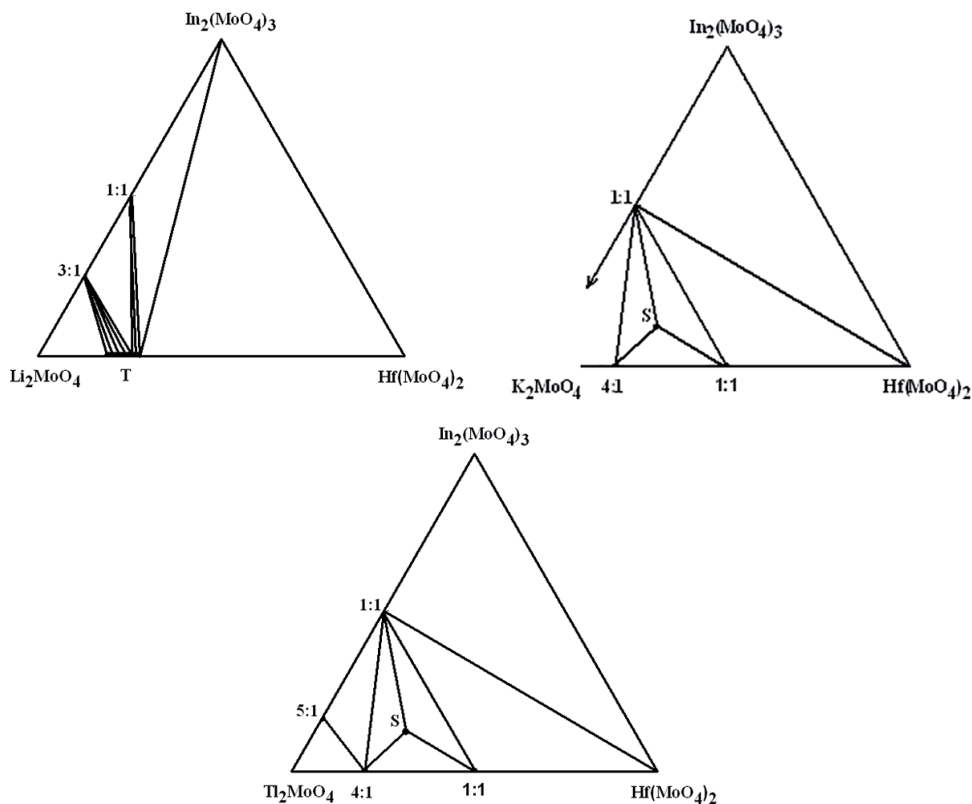 In₂(MoO₄)₃
1:1
3:1
Li₂MoO₄ T Hf(MoO₄)₂
In₂(MoO₄)₃
1:1
S
K₂MoO₄ 4:1 1:1 Hf(MoO₄)₂
In₂(MoO₄)₃
1:1
5:1
S
Tl₂MoO₄ 4:1 1:1 Hf(MoO₄)₂